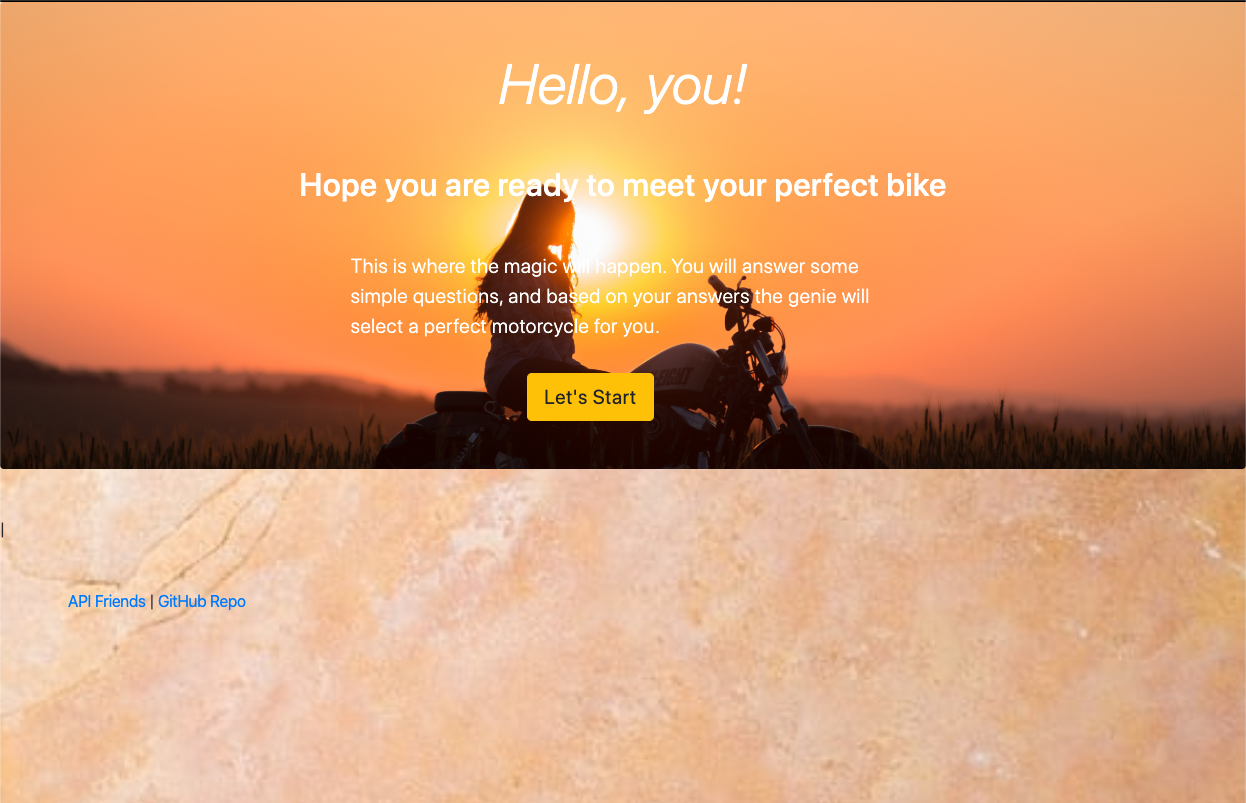 Hello, you!
Hope you are ready to meet your perfect bike
This is where the magic will happen. You will answer some
simple questions, and based on your answers the genie will
select a perfect motorcycle for you.
Let's Start
|
API Friends | GitHub Repo